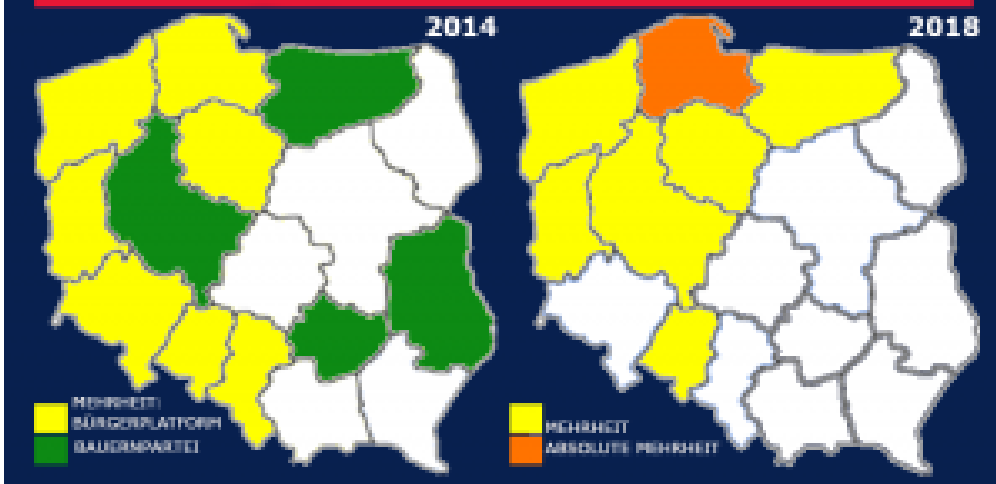 2014
2018
MEHRHEIT:
BÜRGERPLATFORM
BAUERNPARTEI
MEHRHEIT
ABSOLUTE MEHRHEIT